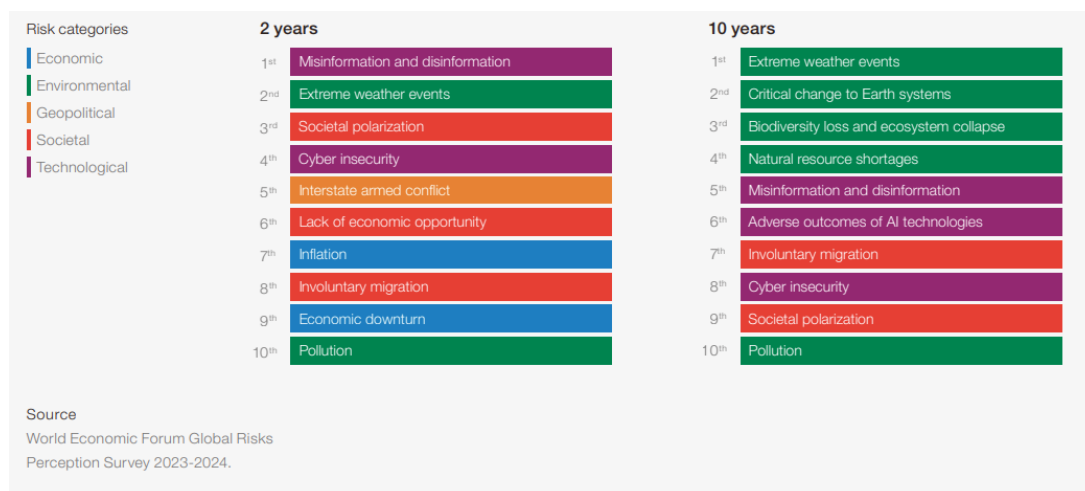 Risk categories
Economic
Environmental
Geopolitical
Societal
Technological
2 years
1st Misinformation and disinformation
2nd Extreme weather events
3rd Societal polarization
4th Cyber insecurity
5th Interstate armed conflict
6th Lack of economic opportunity
7th Inflation
8th Involuntary migration
9th Economic downturn
10th Pollution
10 years
1st Extreme weather events
2nd Critical change to Earth systems
3rd Biodiversity loss and ecosystem collapse
4th Natural resource shortages
5th Misinformation and disinformation
6th Adverse outcomes of AI technologies
7th Involuntary migration
8th Cyber insecurity
9th Societal polarization
10th Pollution
Source
World Economic Forum Global Risks
Perception Survey 2023-2024.